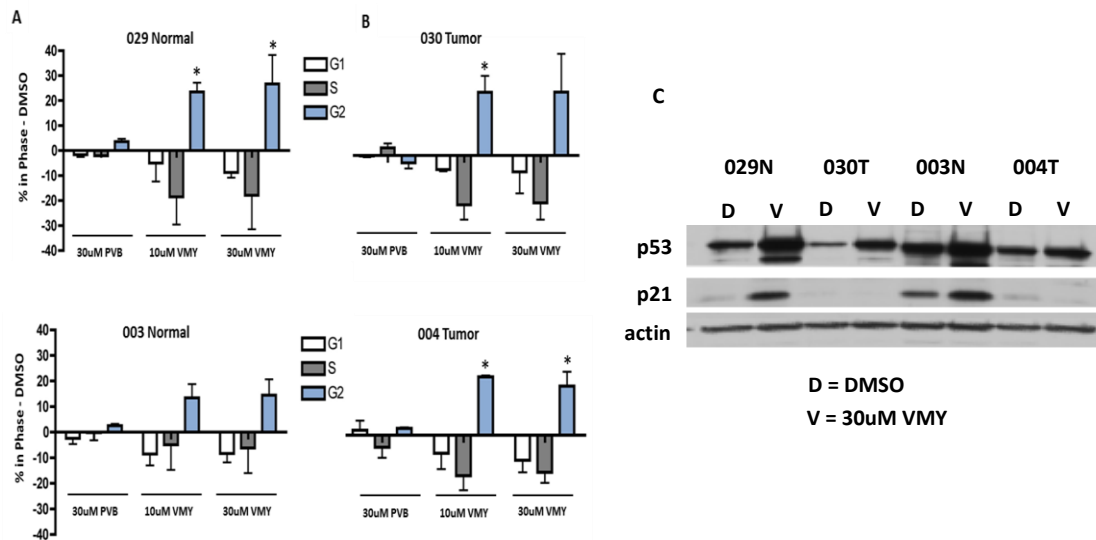 A
B
029 Normal
030 Tumor
% in Phase - DMSO
40
30
20
10
0
-10
-20
-30
-40
*
*
*
G1
S
G2
30uM PVB
10uM VMY
30uM VMY
30uM PVB
10uM VMY
30uM VMY
003 Normal
004 Tumor
% in Phase - DMSO
40
30
20
10
0
-10
-20
-30
-40
*
*
G1
S
G2
30uM PVB
10uM VMY
30uM VMY
30uM PVB
10uM VMY
30uM VMY
C
029N 030T 003N 004T
D V D V D V D V
p53
p21
actin
D = DMSO
V = 30uM VMY